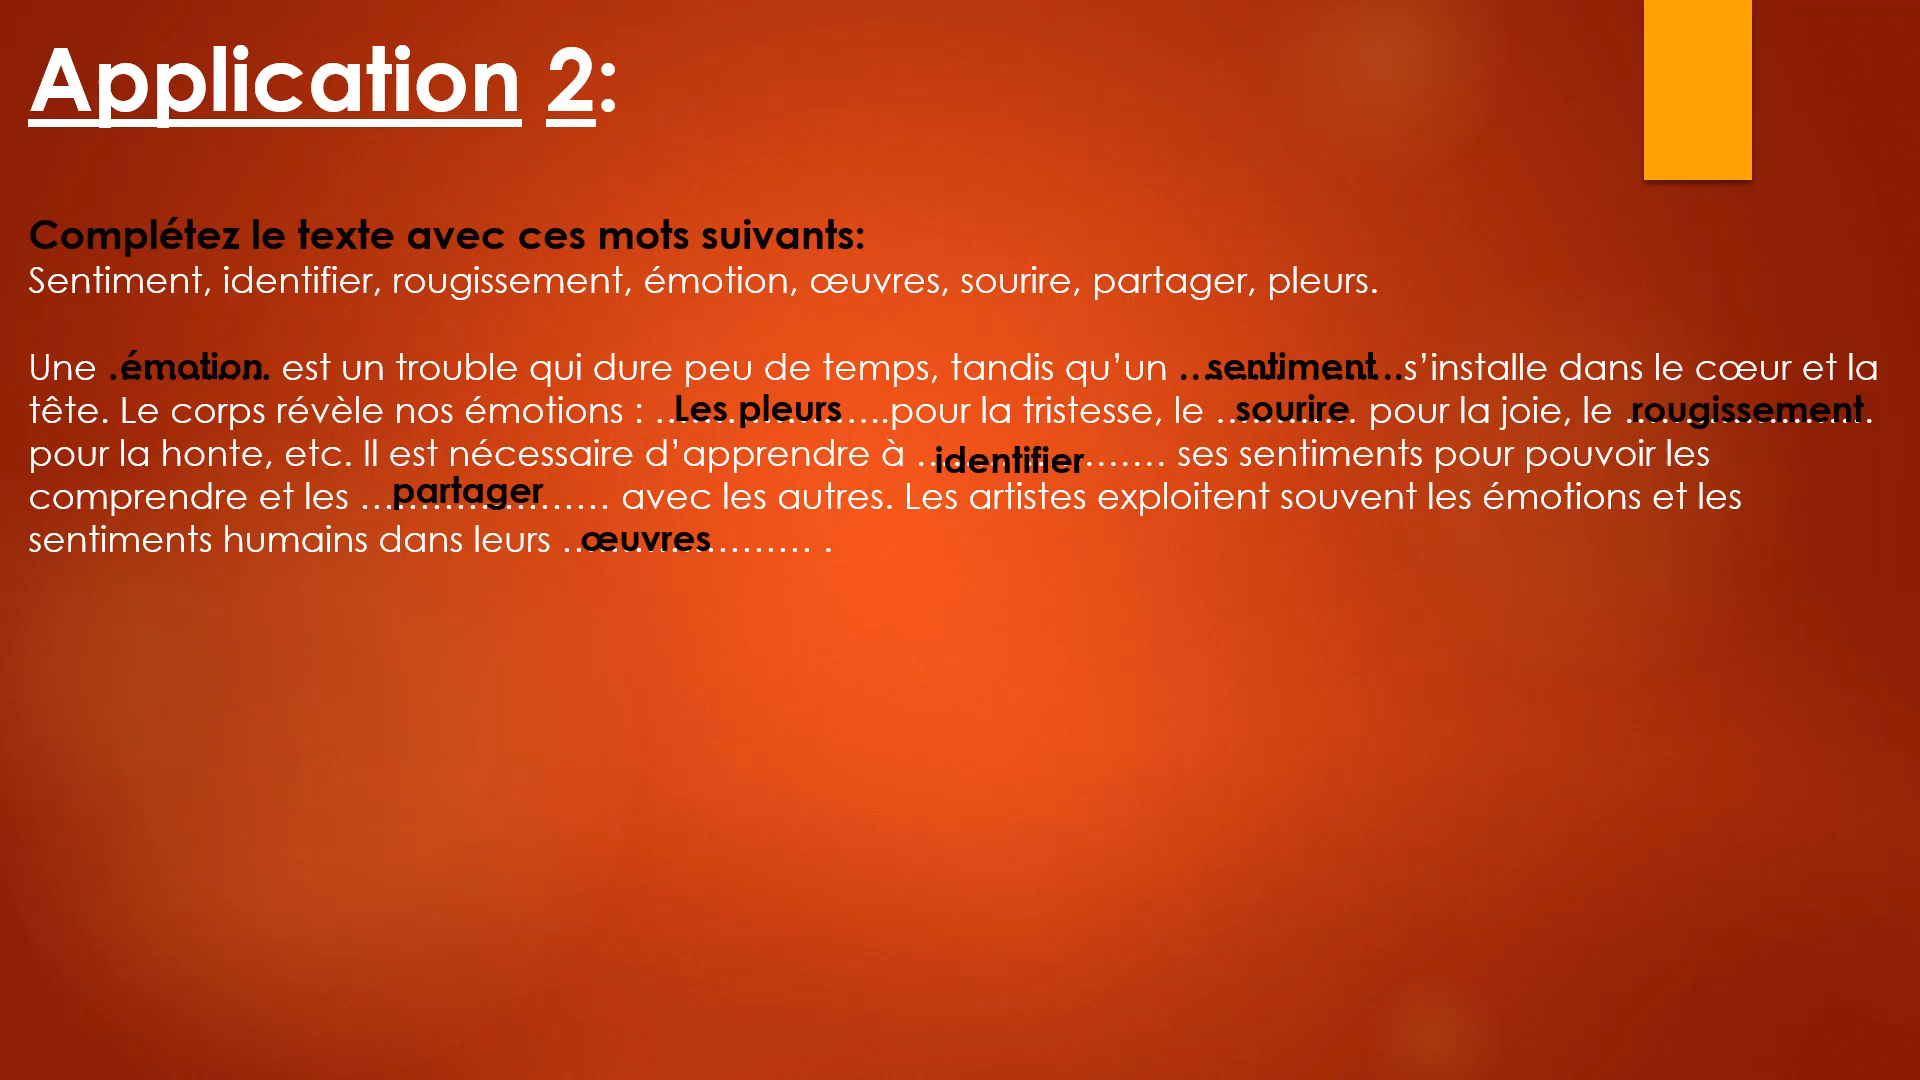 Application 2:
Complétez le texte avec ces mots suivants:
Sentiment, identifier, rougissement, émotion, œuvres, sourire, partager, pleurs.
Une .émotion. est un trouble qui dure peu de temps, tandis qu’un …sentiment…s’installe dans le cœur et la
tête. Le corps révèle nos émotions : …Les pleurs….pour la tristesse, le …sourire. pour la joie, le .rougissement.
pour la honte, etc. Il est nécessaire d’apprendre à …identifier……. ses sentiments pour pouvoir les
comprendre et les …partager…… avec les autres. Les artistes exploitent souvent les émotions et les
sentiments humains dans leurs …œuvres……… .